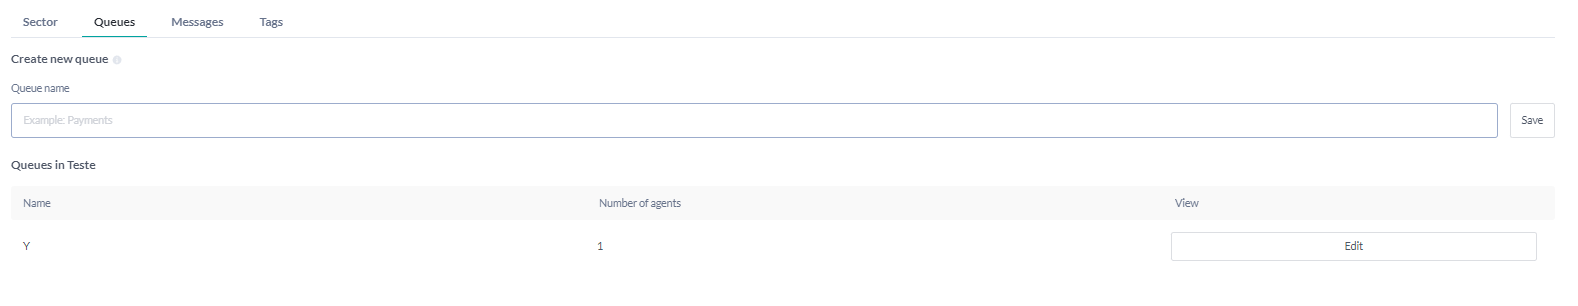 Sector Queues Messages Tags
Create new queue
Queue name
Example: Payments Save
Queues in Teste
Name Number of agents View
Y 1 Edit